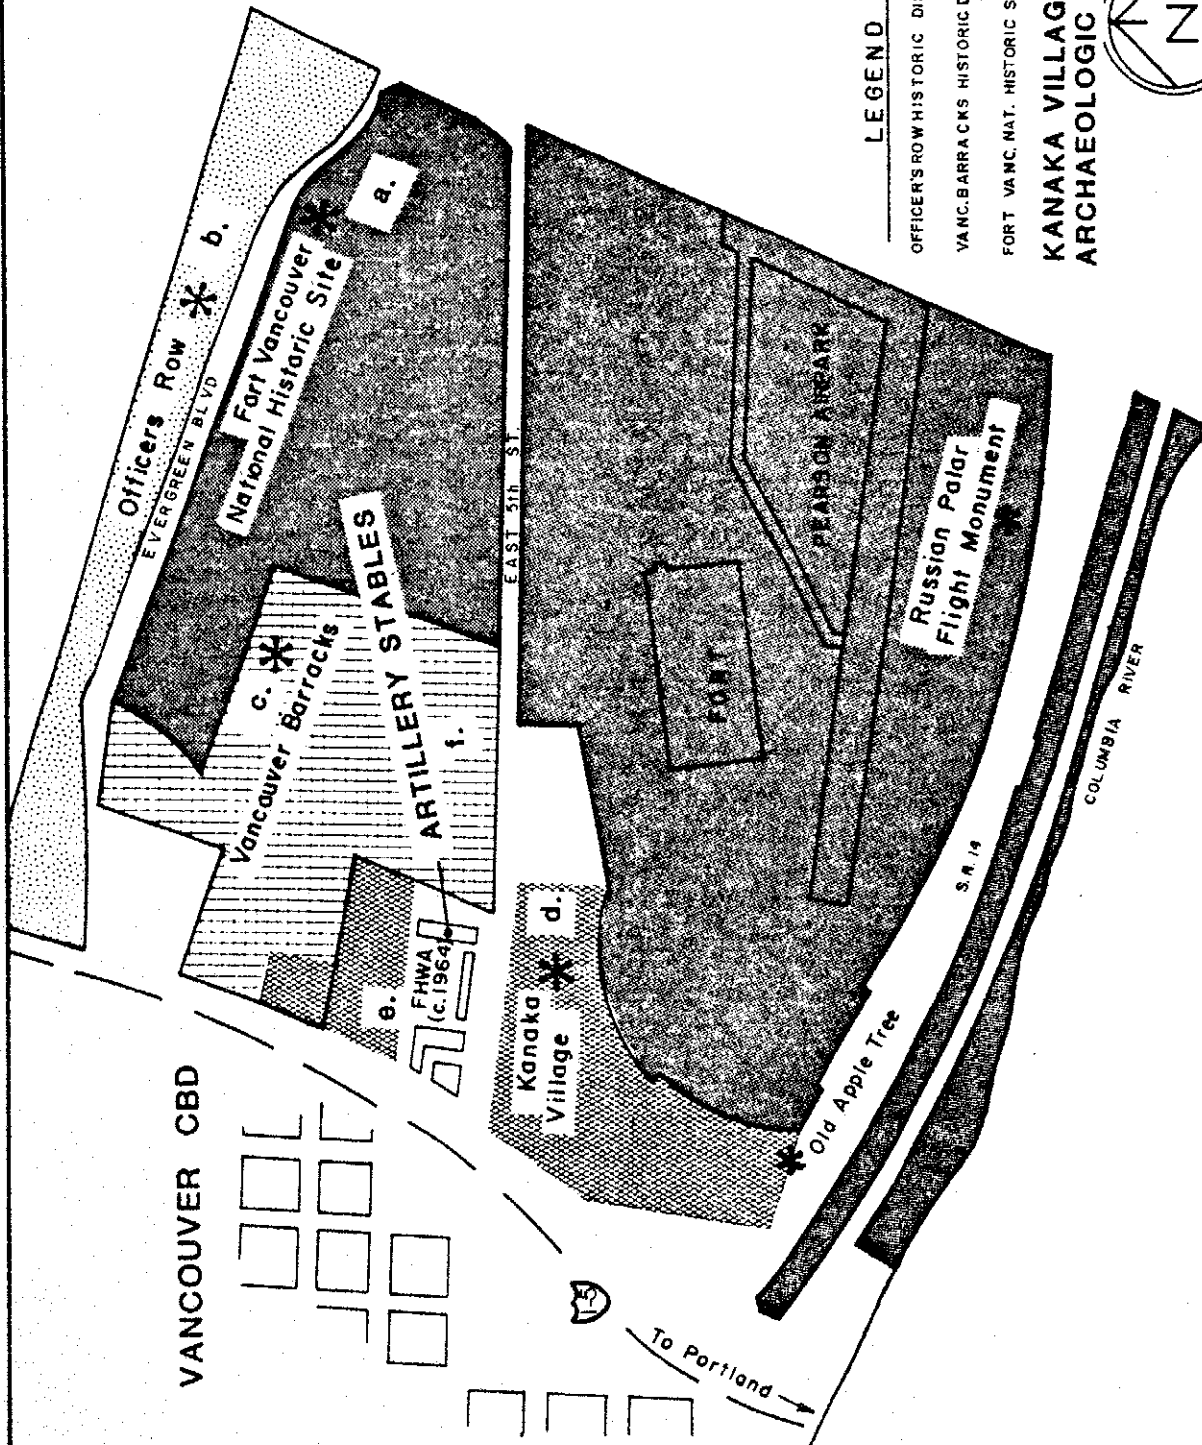 VANCOUVER CBD
Officers Row
b.
EVERGREEN BLVD
Fort Vancouver
National Historic Site
a.
c.
Vancouver Barracks
ARTILLERY STABLES
f.
e.
FHWA
(c.1964)
EAST 5th ST.
Kanaka
Village
d.
FORT
PEARSON AIRPARK
Russian Polar
Flight Monument
Old Apple Tree
S.R. 14
COLUMBIA RIVER
I-5
To Portland
LEGEND
OFFICER'S ROW HISTORIC
VANC. BARRACKS HISTORIC
FORT VANC. NAT. HISTORIC
KANAKA
ARCHAEOLOGIC
N